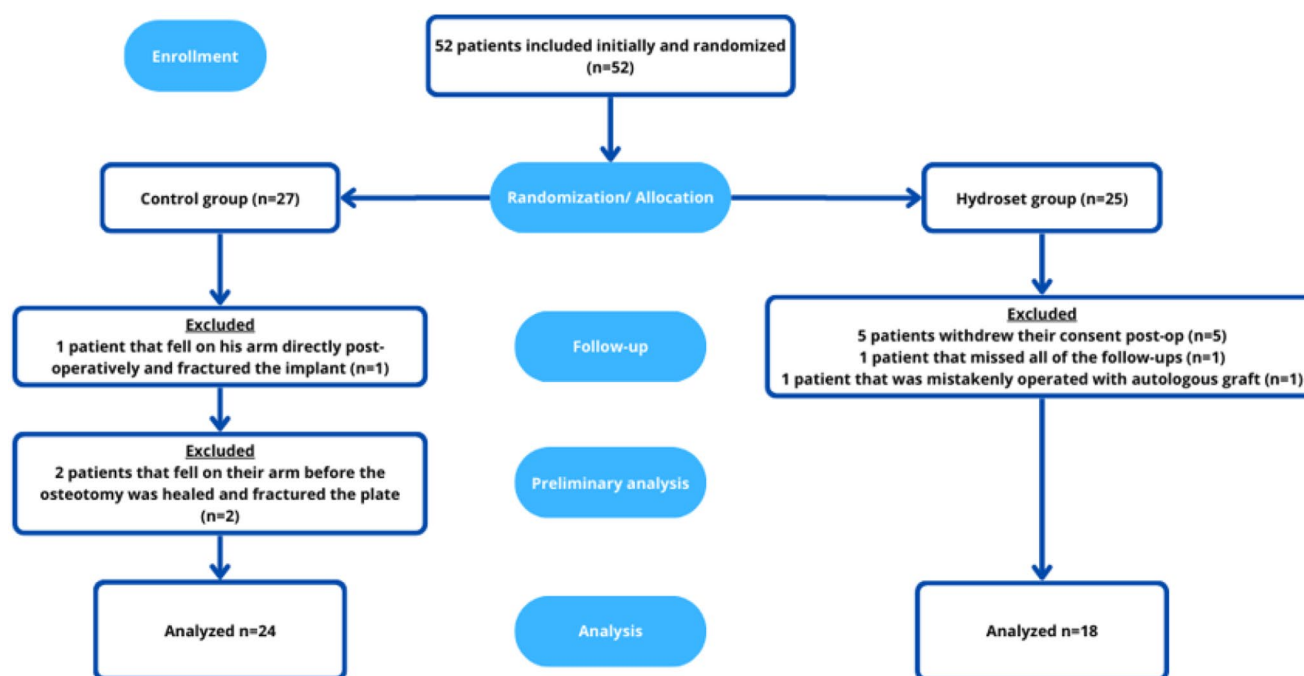 Enrollment
52 patients included initially and randomized
(n=52)
Control group (n=27)
Randomization/ Allocation
Hydroset group (n=25)
Excluded
1 patient that fell on his arm directly post-
operatively and fractured the implant (n=1)
Follow-up
Excluded
5 patients withdrew their consent post-op (n=5)
1 patient that missed all of the follow-ups (n=1)
1 patient that was mistakenly operated with autologous graft (n=1)
Excluded
2 patients that fell on their arm before the
osteotomy was healed and fractured the plate
(n=2)
Preliminary analysis
Analyzed n=24
Analysis
Analyzed n=18